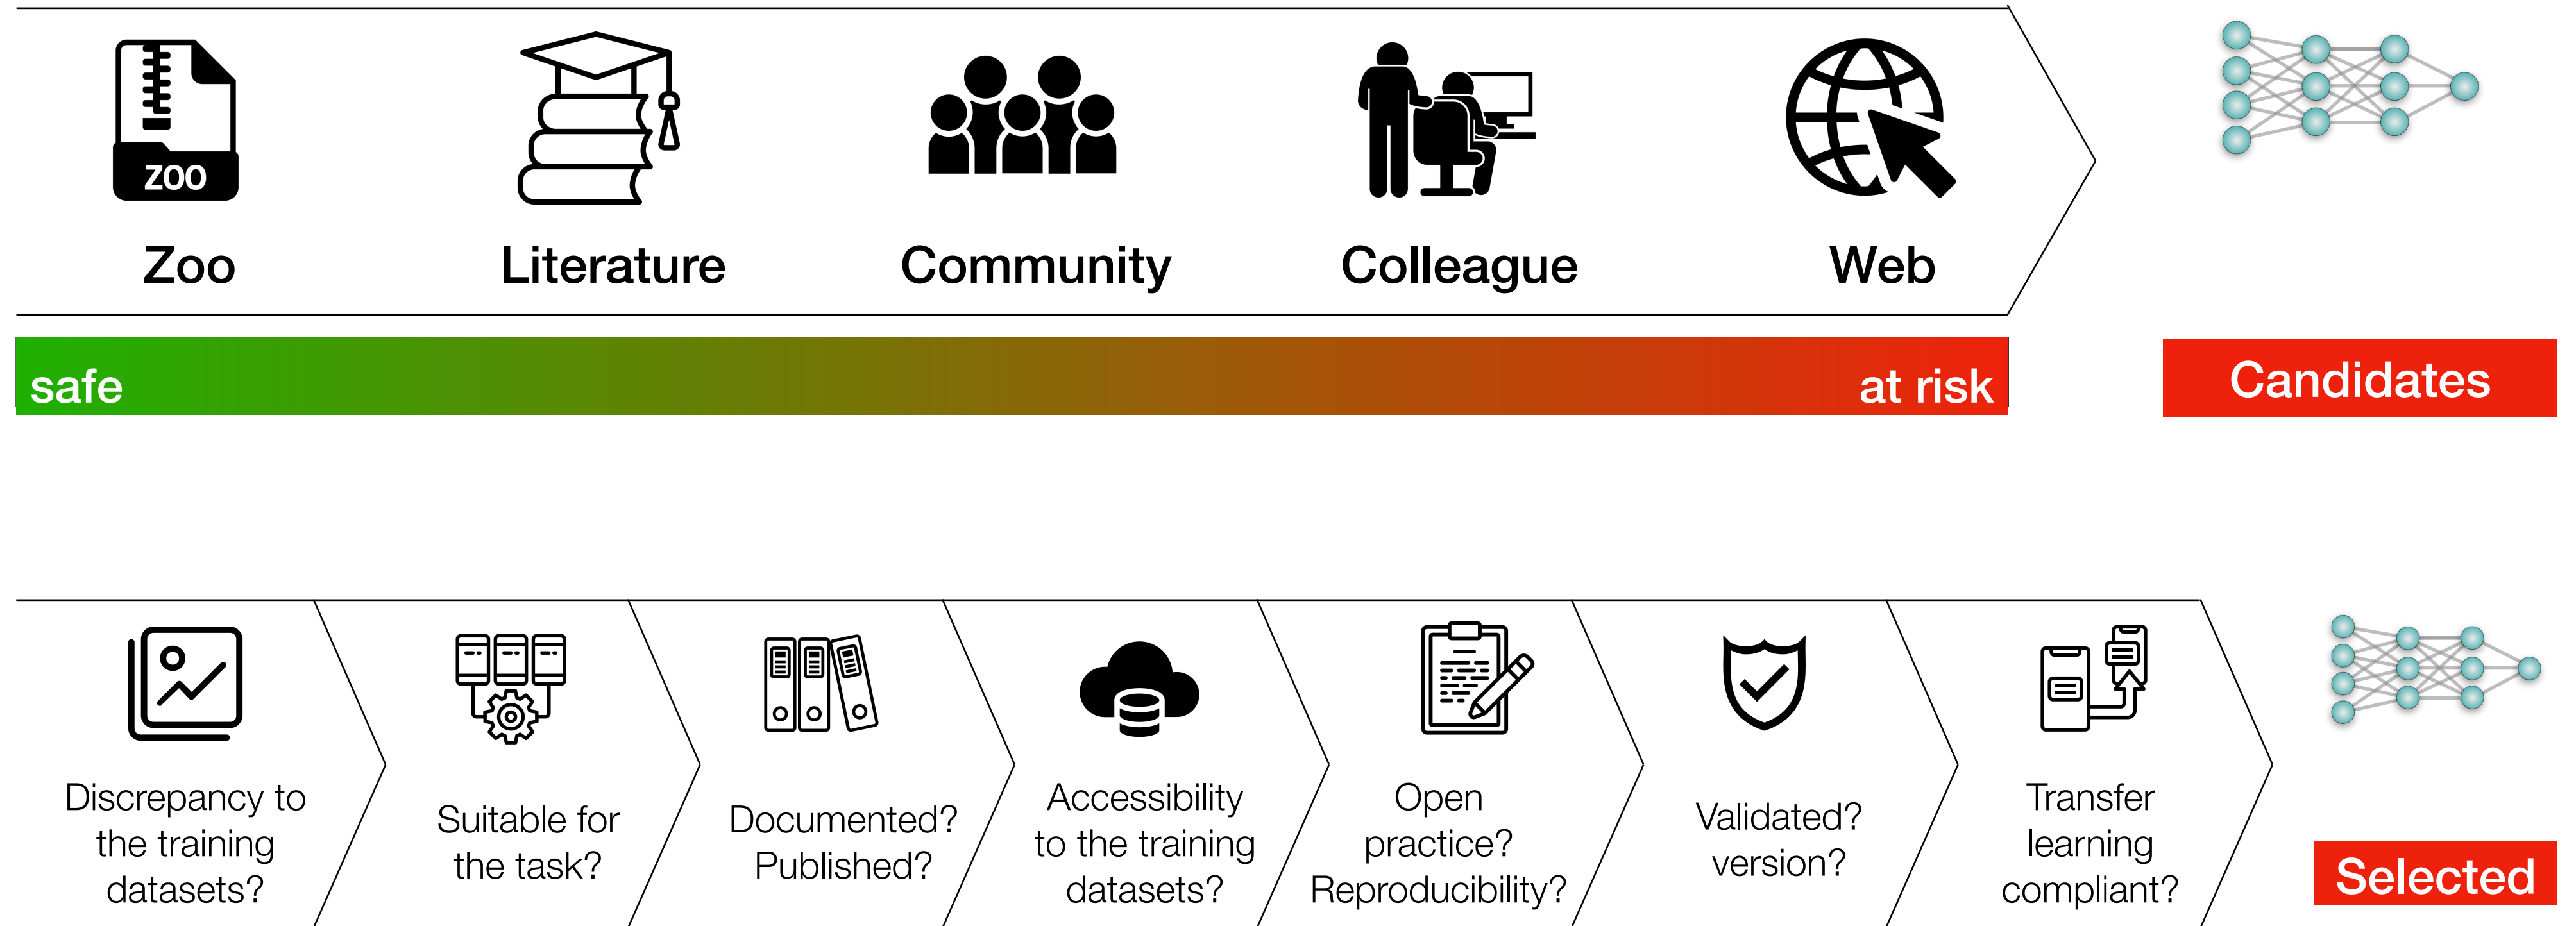 ZOO
Zoo
Literature
Community
Colleague
Web
safe
at risk
Candidates
Discrepancy to
the training
datasets?
Suitable for
the task?
Documented?
Published?
Accessibility
to the training
datasets?
Open
practice?
Reproducibility?
Validated?
version?
Transfer
learning
compliant?
Selected